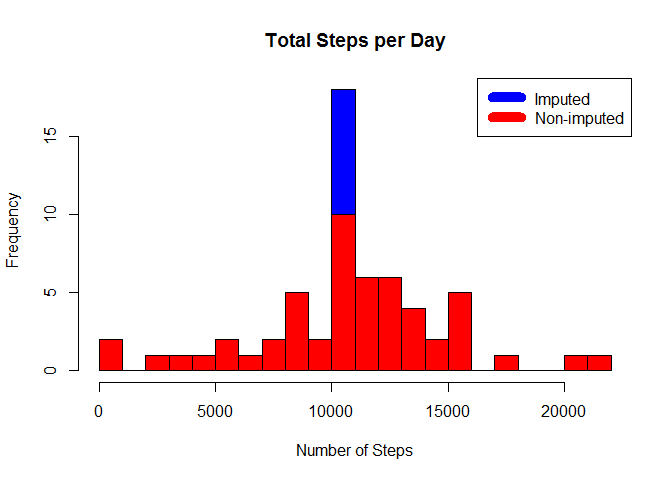 Total Steps per Day
Imputed
Non-imputed
Frequency
15
10
5
0
0 5000 10000 15000 20000
Number of Steps